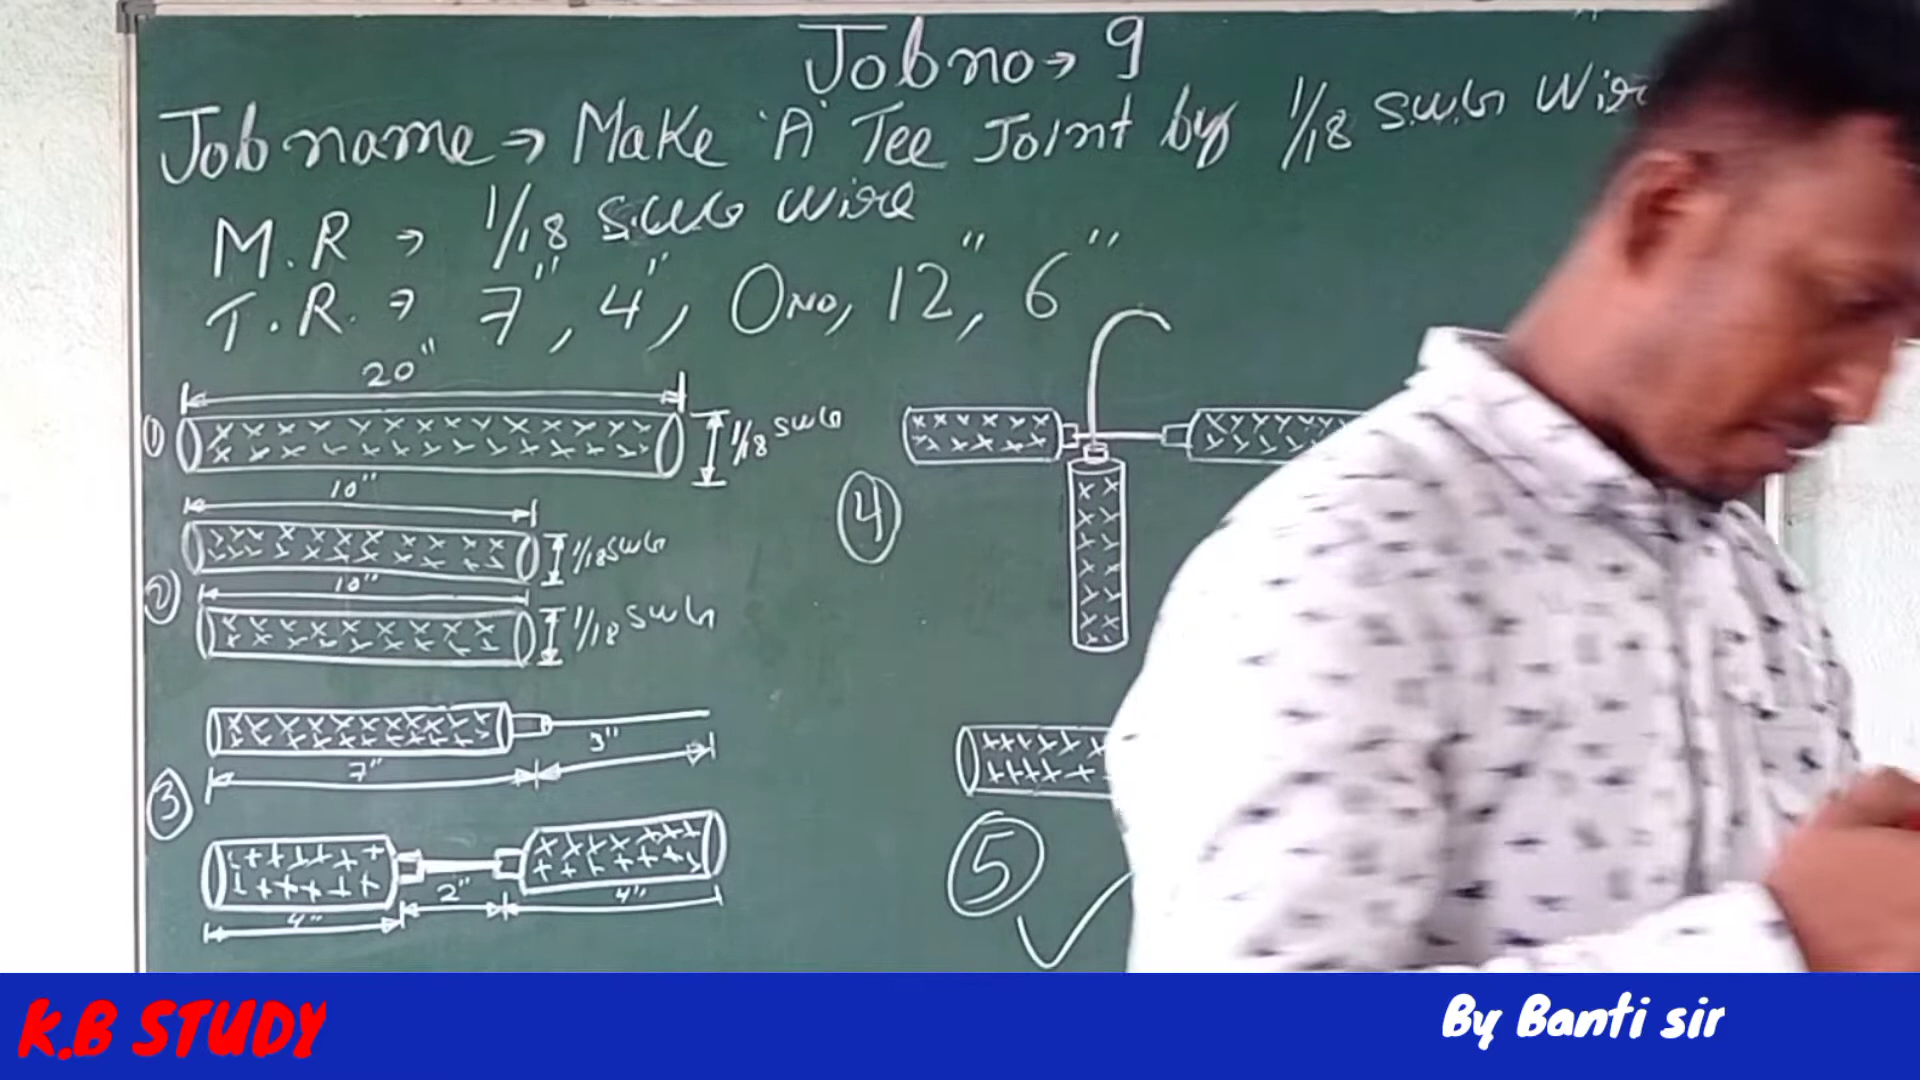 Job no → 9
Job name → Make 'A' Tee Joint by 1/18 S.W.G Wire
M.R → 1/18 S.W.G Wire
T.R. → 7", 4", 0 no, 12", 6"
20"
① 1/18 SWG
10"
1/18 SWG
②
10"
1/18 SWG
7" 3"
③
4" 2" 4"
④
⑤
K.B STUDY
By Banti sir